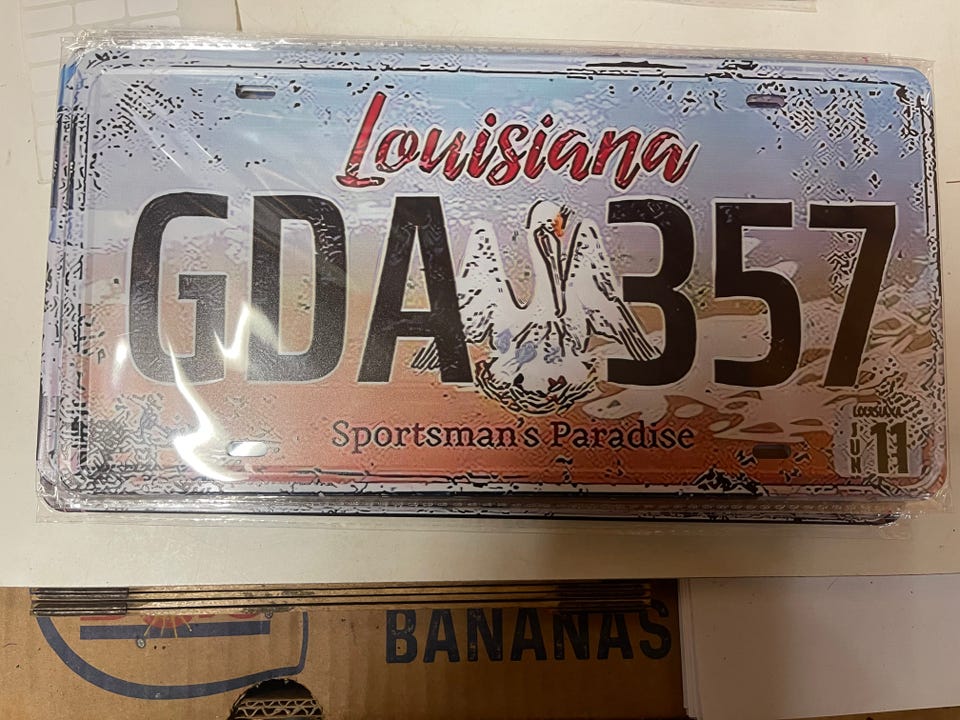 Louisiana
GDA 357
Sportsman's Paradise
LOUISIANA
JUN 11
BANANAS